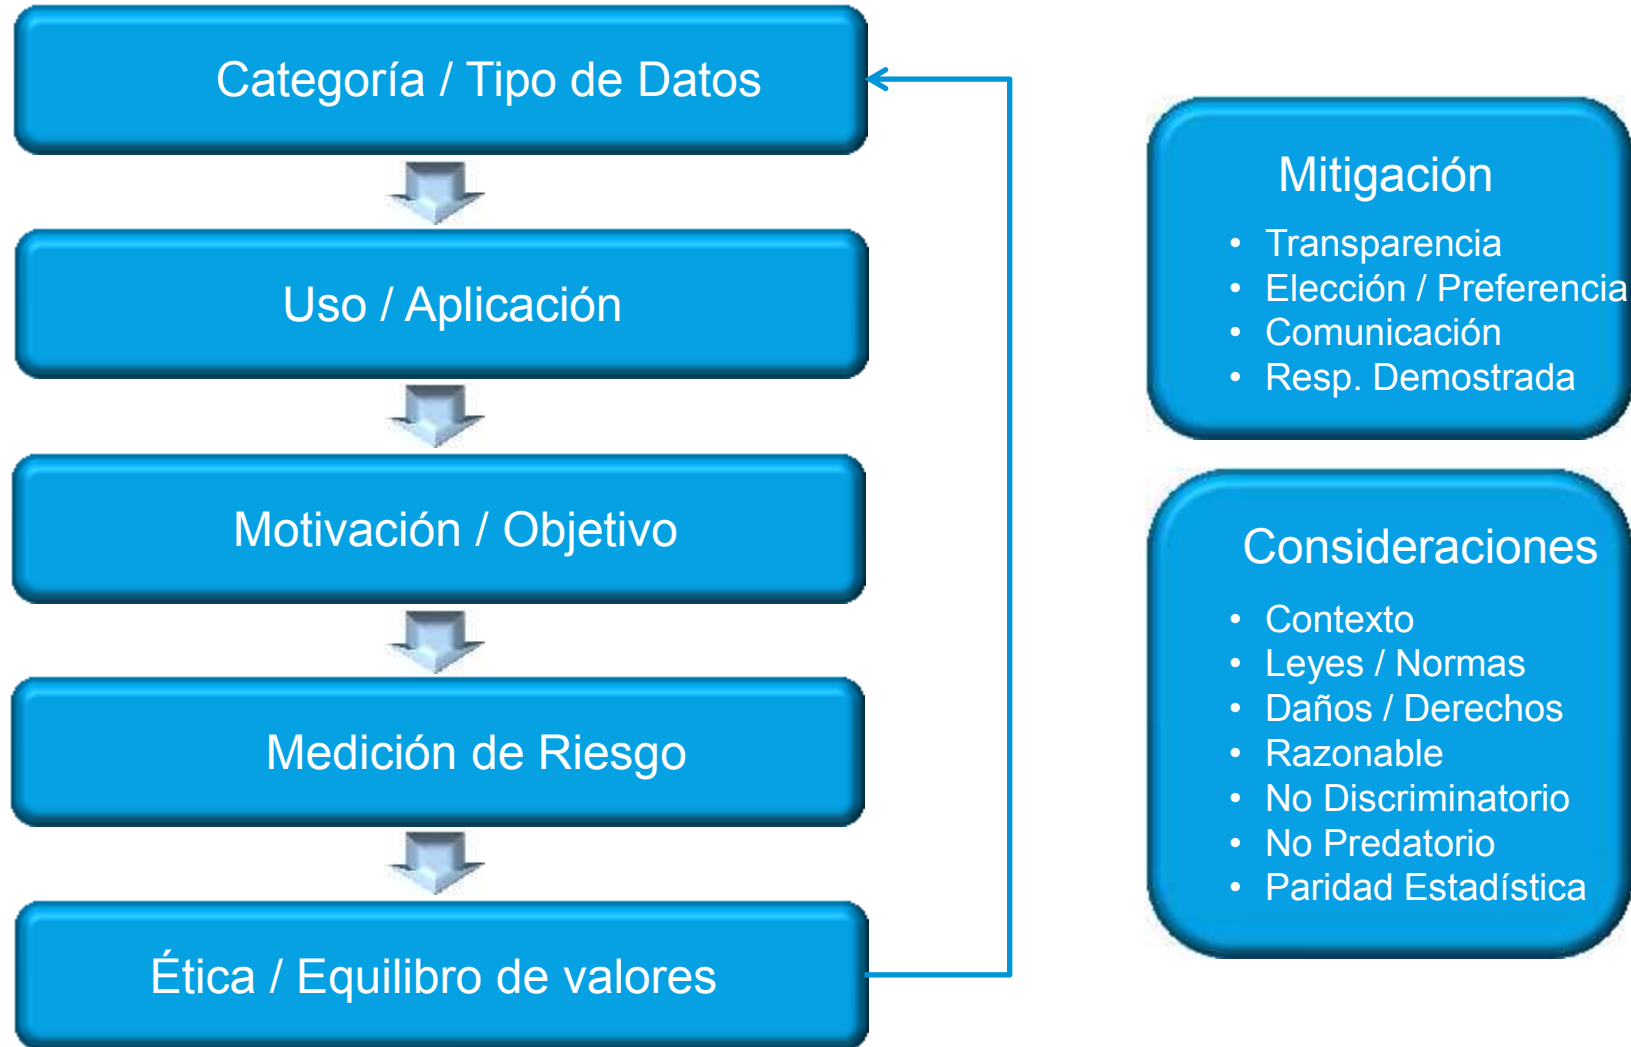 Categoría / Tipo de Datos
Uso / Aplicación
Motivación / Objetivo
Medición de Riesgo
Ética / Equilibro de valores
Mitigación
• Transparencia
• Elección / Preferencia
• Comunicación
• Resp. Demostrada
Consideraciones
• Contexto
• Leyes / Normas
• Daños / Derechos
• Razonable
• No Discriminatorio
• No Predatorio
• Paridad Estadística